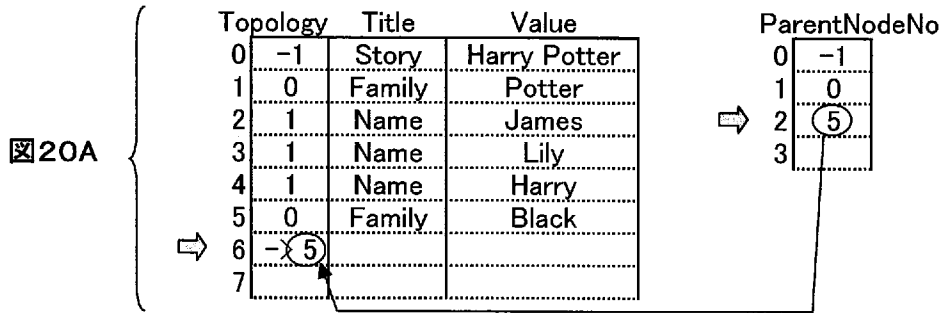 Topology Title Value ParentNodeNo
0 -1 Story Harry Potter 0 -1
1 0 Family Potter 1 0
2 1 Name James 2 5
3 1 Name Lily 3
4 1 Name Harry
5 0 Family Black
6 -> 5
7
図20A